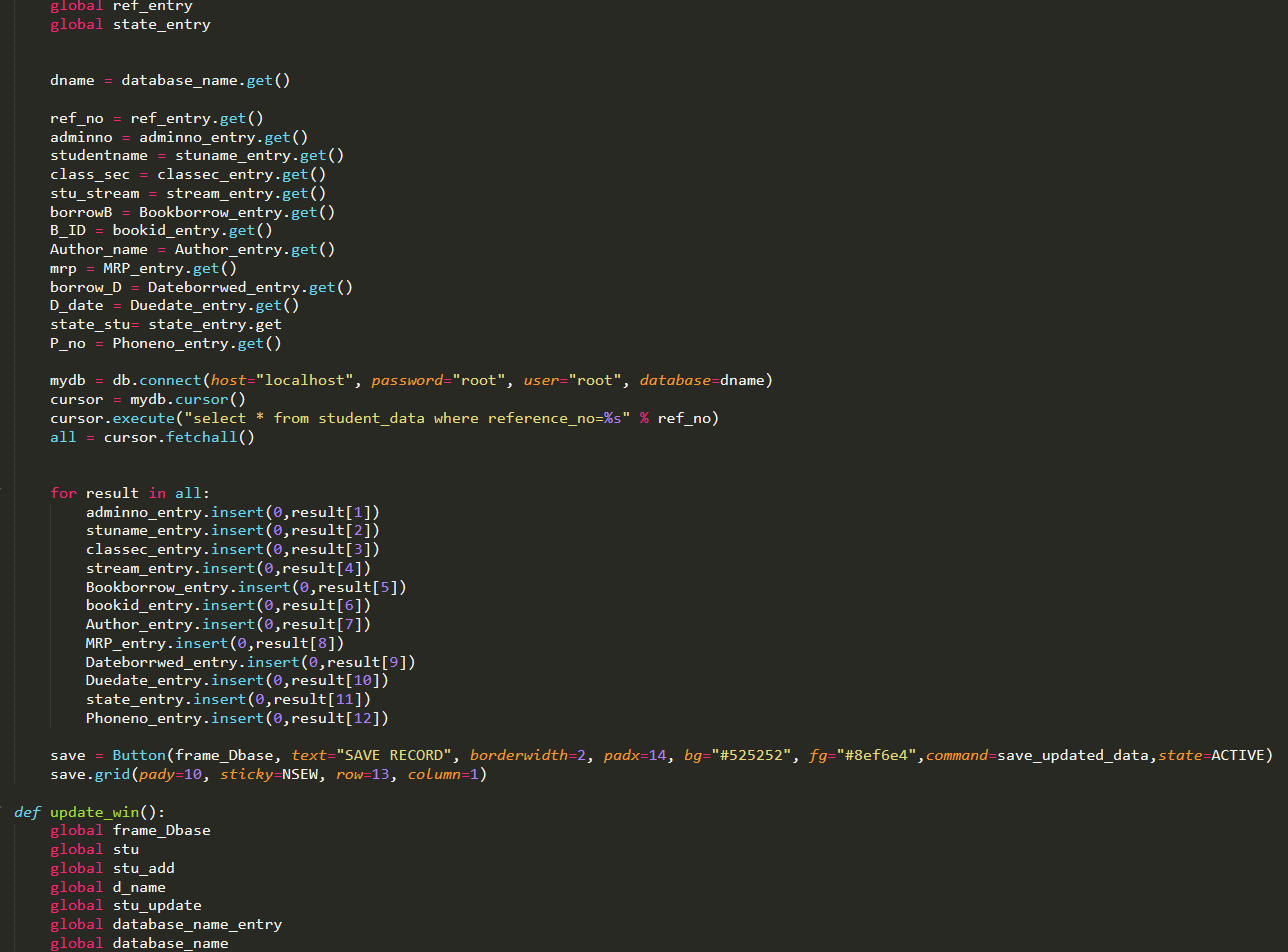 global ref_entry
global state_entry
dname = database_name.get()
ref_no = ref_entry.get()
adminno = adminno_entry.get()
studentname = stuname_entry.get()
class_sec = classec_entry.get()
stu_stream = stream_entry.get()
borrowB = Bookborrow_entry.get()
B_ID = bookid_entry.get()
Author_name = Author_entry.get()
mrp = MRP_entry.get()
borrow_D = Dateborrwed_entry.get()
D_date = Duedate_entry.get()
state_stu= state_entry.get
P_no = Phoneno_entry.get()
mydb = db.connect(host="localhost", password="root", user="root", database=dname)
cursor = mydb.cursor()
cursor.execute("select * from student_data where reference_no=%s" % ref_no)
all = cursor.fetchall()
for result in all:
adminno_entry.insert(0,result[1])
stuname_entry.insert(0,result[2])
classec_entry.insert(0,result[3])
stream_entry.insert(0,result[4])
Bookborrow_entry.insert(0,result[5])
bookid_entry.insert(0,result[6])
Author_entry.insert(0,result[7])
MRP_entry.insert(0,result[8])
Dateborrwed_entry.insert(0,result[9])
Duedate_entry.insert(0,result[10])
state_entry.insert(0,result[11])
Phoneno_entry.insert(0,result[12])
save = Button(frame_Dbase, text="SAVE RECORD", borderwidth=2, padx=14, bg="#525252", fg="#8ef6e4",command=save_updated_data,state=ACTIVE)
save.grid(pady=10, sticky=NSEW, row=13, column=1)
def update_win():
global frame_Dbase
global stu
global stu_add
global d_name
global stu_update
global database_name_entry
global database_name